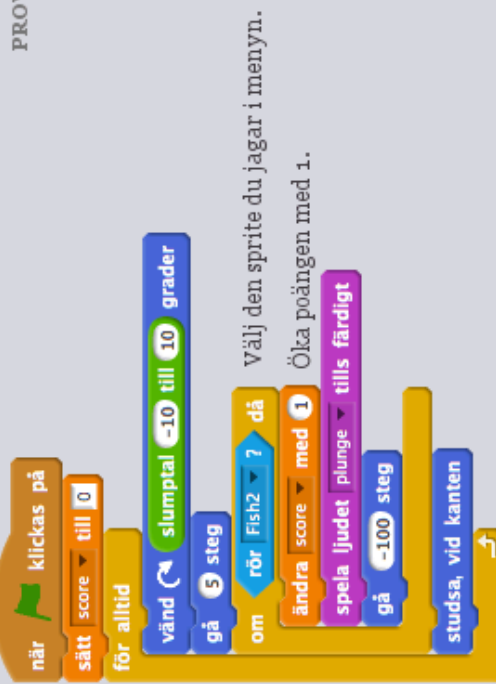 PROV
när klickas på
sätt score till 0
för alltid
vänd slumptal -10 till 10 grader
gå 5 steg
om rör Fish2 ? då
Välj den sprite du jagar i menyn.
ändra score med 1
Öka poängen med 1.
spela ljudet plunge tills färdigt
gå -100 steg
studsa, vid kanten